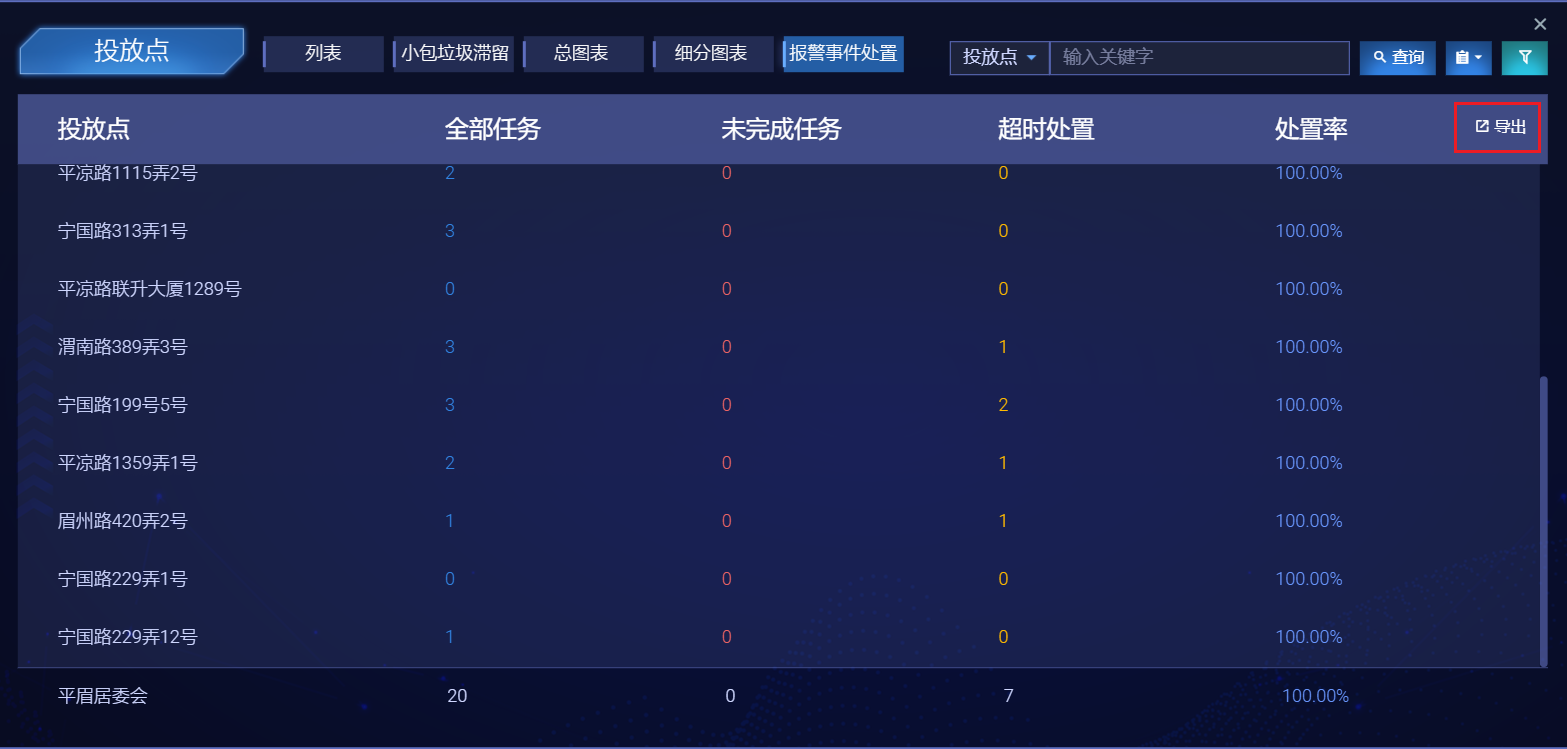 投放点 列表 小包垃圾滞留 总图表 细分图表 报警事件处置 投放点 输入关键字 查询
投放点 全部任务 未完成任务 超时处置 处置率 导出
平凉路1115弄2号 2 0 0 100.00%
宁国路313弄1号 3 0 0 100.00%
平凉路联升大厦1289号 0 0 0 100.00%
渭南路389弄3号 3 0 1 100.00%
宁国路199号5号 3 0 2 100.00%
平凉路1359弄1号 2 0 1 100.00%
眉州路420弄2号 1 0 1 100.00%
宁国路229弄1号 0 0 0 100.00%
宁国路229弄12号 1 0 0 100.00%
平眉居委会 20 0 7 100.00%